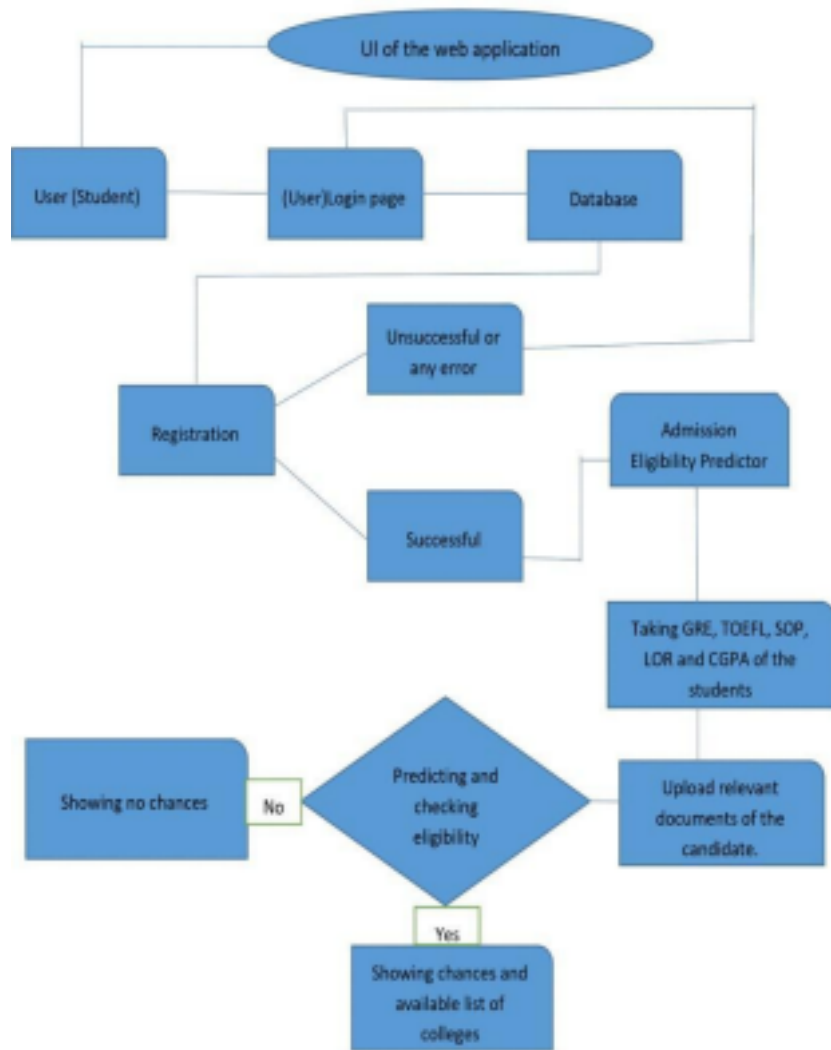 UI of the web application
User (Student)
(User)Login page
Database
Unsuccessful or
any error
Registration
Admission
Eligibility Predictor
Successful
Taking GRE, TOEFL, SOP,
LOR and CGPA of the
students
Predicting and
checking
eligibility
Showing no chances
No
Upload relevant
documents of the
candidate.
Yes
Showing chances and
available list of
colleges